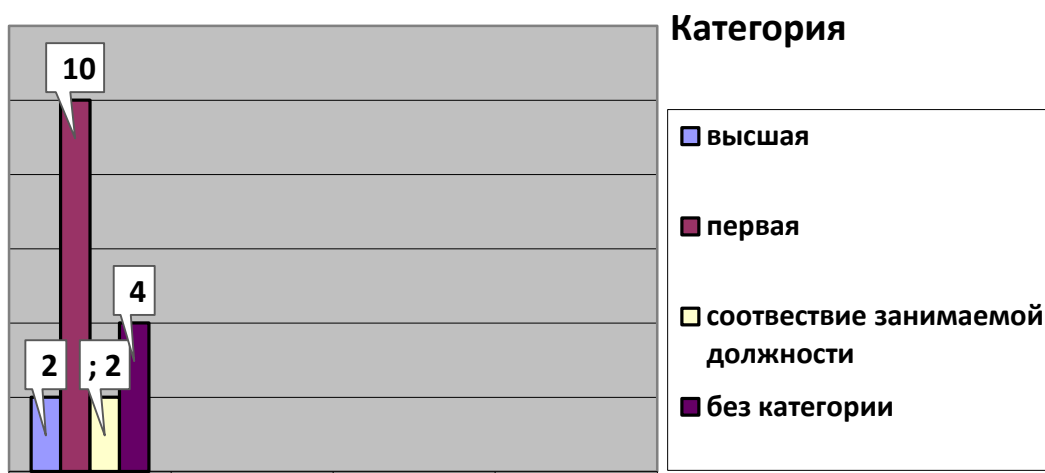 Категория
10
4
2
; 2
высшая
первая
соотвествие занимаемой
должности
без категории